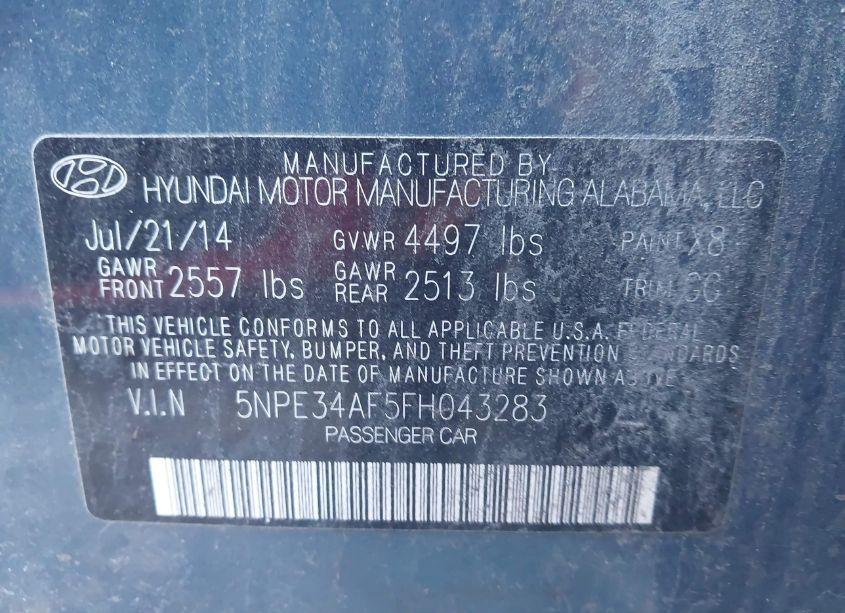 MANUFACTURED BY
HYUNDAI MOTOR MANUFACTURING ALABAMA, LLC
Jul/21/14 GVWR 4497 lbs PAINT X8
GAWR FRONT 2557 lbs GAWR REAR 2513 lbs TRIM GG
THIS VEHICLE CONFORMS TO ALL APPLICABLE U.S.A. FEDERAL
MOTOR VEHICLE SAFETY, BUMPER, AND THEFT PREVENTION STANDARDS
IN EFFECT ON THE DATE OF MANUFACTURE SHOWN ABOVE
V.I.N 5NPE34AF5FH043283
PASSENGER CAR